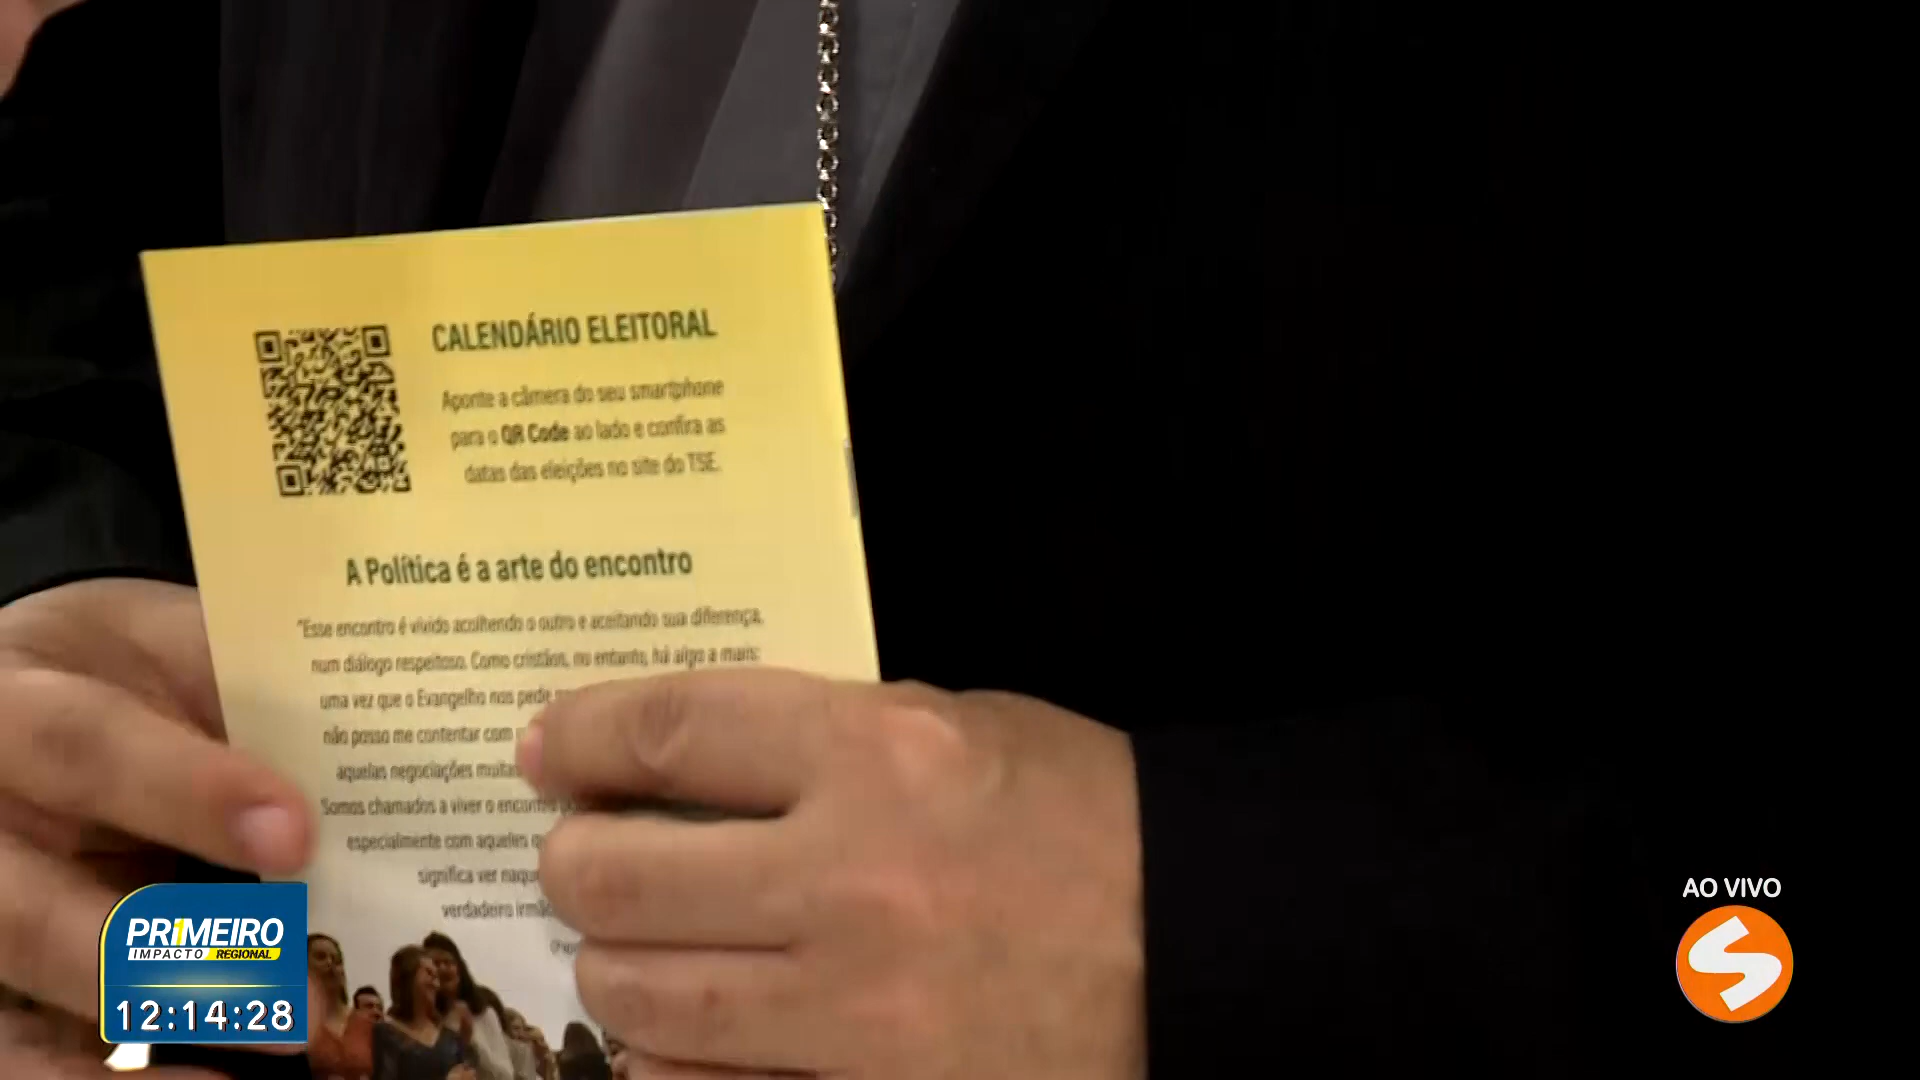 CALENDÁRIO ELEITORAL
Aponte a câmera do seu smartphone
para o QR Code ao lado e confira as
datas das eleições no site do TSE.
A Política é a arte do encontro
"Esse encontro é vivido acolhendo o outro e aceitando sua diferença,
num diálogo respeitoso. Como cristãos, no entanto, há algo a mais:
uma vez que o Evangelho nos pede
não posso me contentar com
aquelas negociações muitas
Somos chamados a viver o encontro
especialmente com aqueles
significa ver
verdadeiro
AO VIVO
PR1MEIRO
IMPACTO REGIONAL
12:14:28